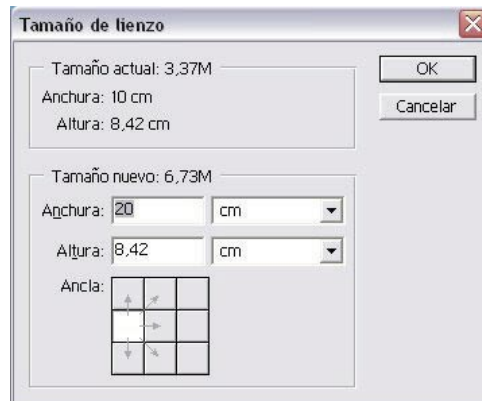 Tamaño de lienzo
Tamaño actual: 3,37M
OK
Anchura: 10 cm
Cancelar
Altura: 8,42 cm
Tamaño nuevo: 6,73M
Anchura: 20 cm
Altura: 8,42 cm
Ancla: